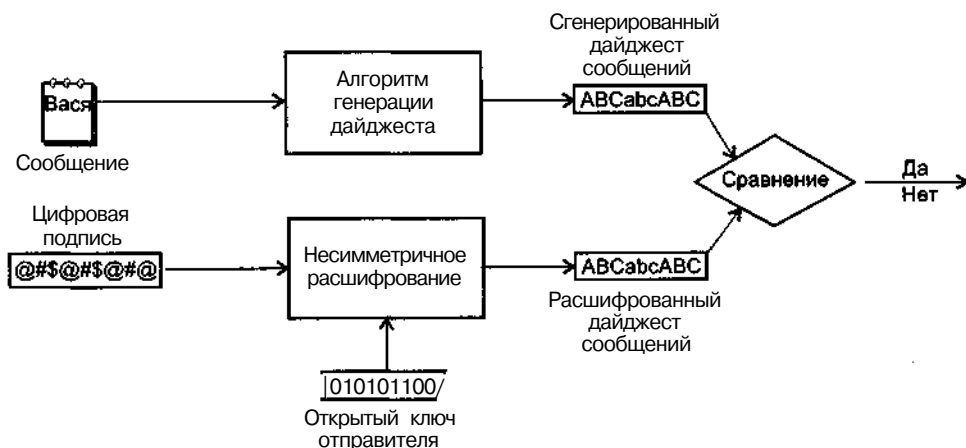 Вася
Сообщение
Алгоритм
генерации
дайджеста
Сгенерированный
дайджест
сообщений
ABCabcABC
Сравнение
Да
Нет
Цифровая
подпись
@#$@#$@#@
Несимметричное
расшифрование
ABCabcABC
Расшифрованный
дайджест
сообщений
010101100
Открытый ключ
отправителя